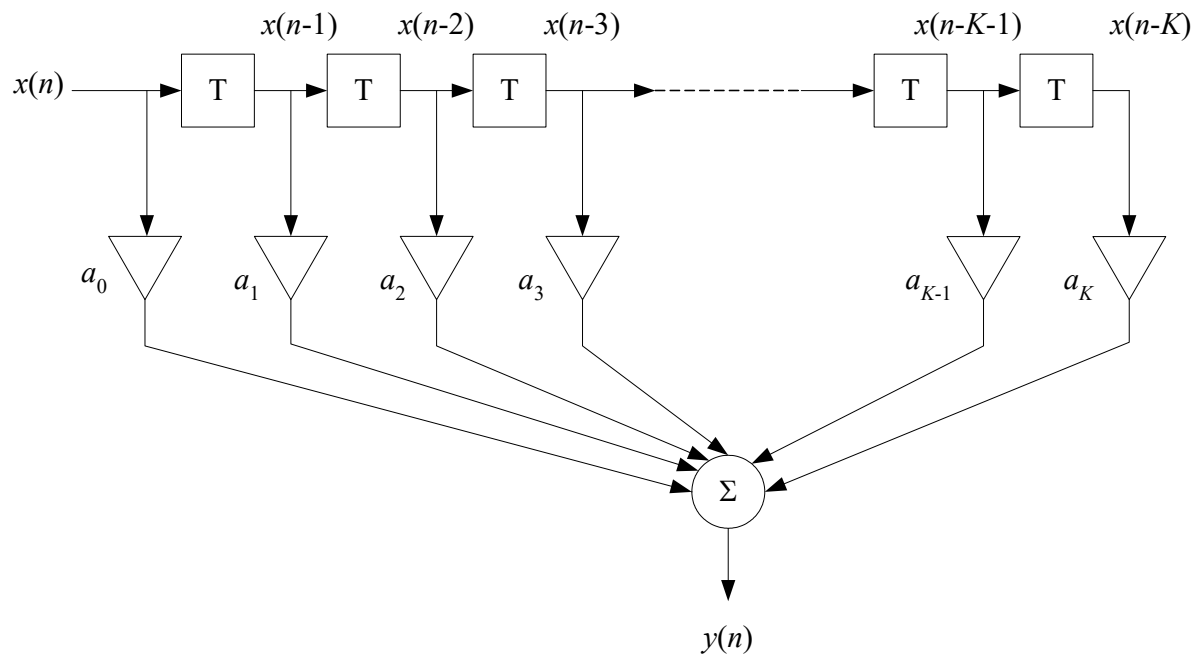 x(n-1) x(n-2) x(n-3) x(n-K-1) x(n-K)
x(n) T T T T T
a0 a1 a2 a3 aK-1 aK
Σ
y(n)